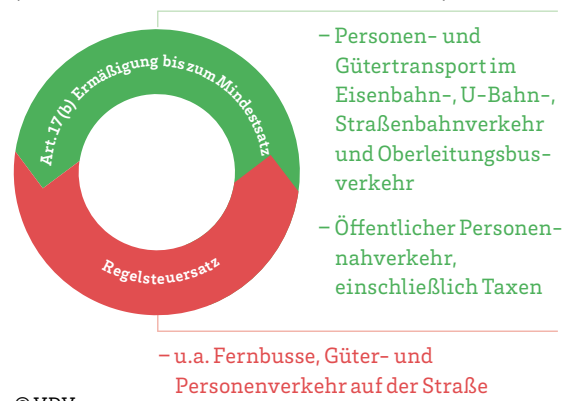 Art. 17(b) Ermäßigung bis zum Mindestsatz
Regelsteuersatz
– Personen- und
Gütertransport im
Eisenbahn-, U-Bahn-,
Straßenbahnverkehr
und Oberleitungsbus-
verkehr
– Öffentlicher Personen-
nahverkehr,
einschließlich Taxen
– u.a. Fernbusse, Güter- und
Personenverkehr auf der Straße